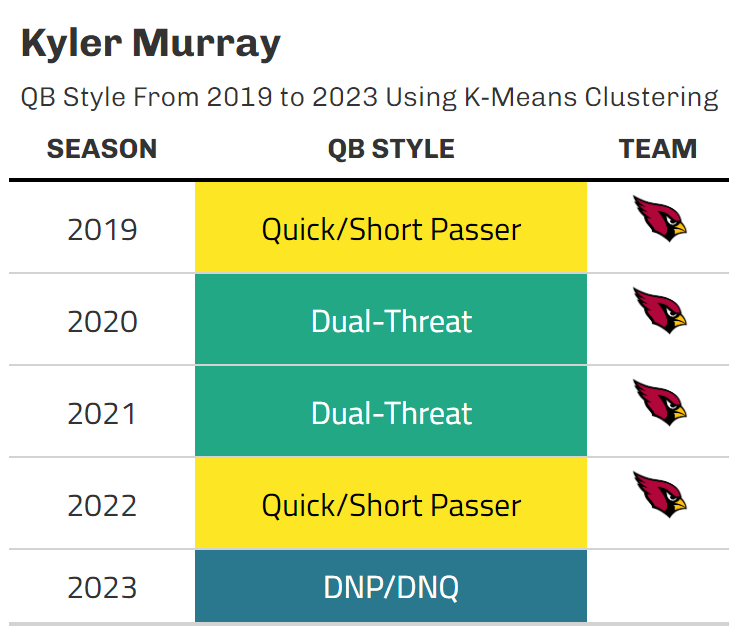 Kyler Murray
QB Style From 2019 to 2023 Using K-Means Clustering
SEASON QB STYLE TEAM
2019 Quick/Short Passer
2020 Dual-Threat
2021 Dual-Threat
2022 Quick/Short Passer
2023 DNP/DNQ